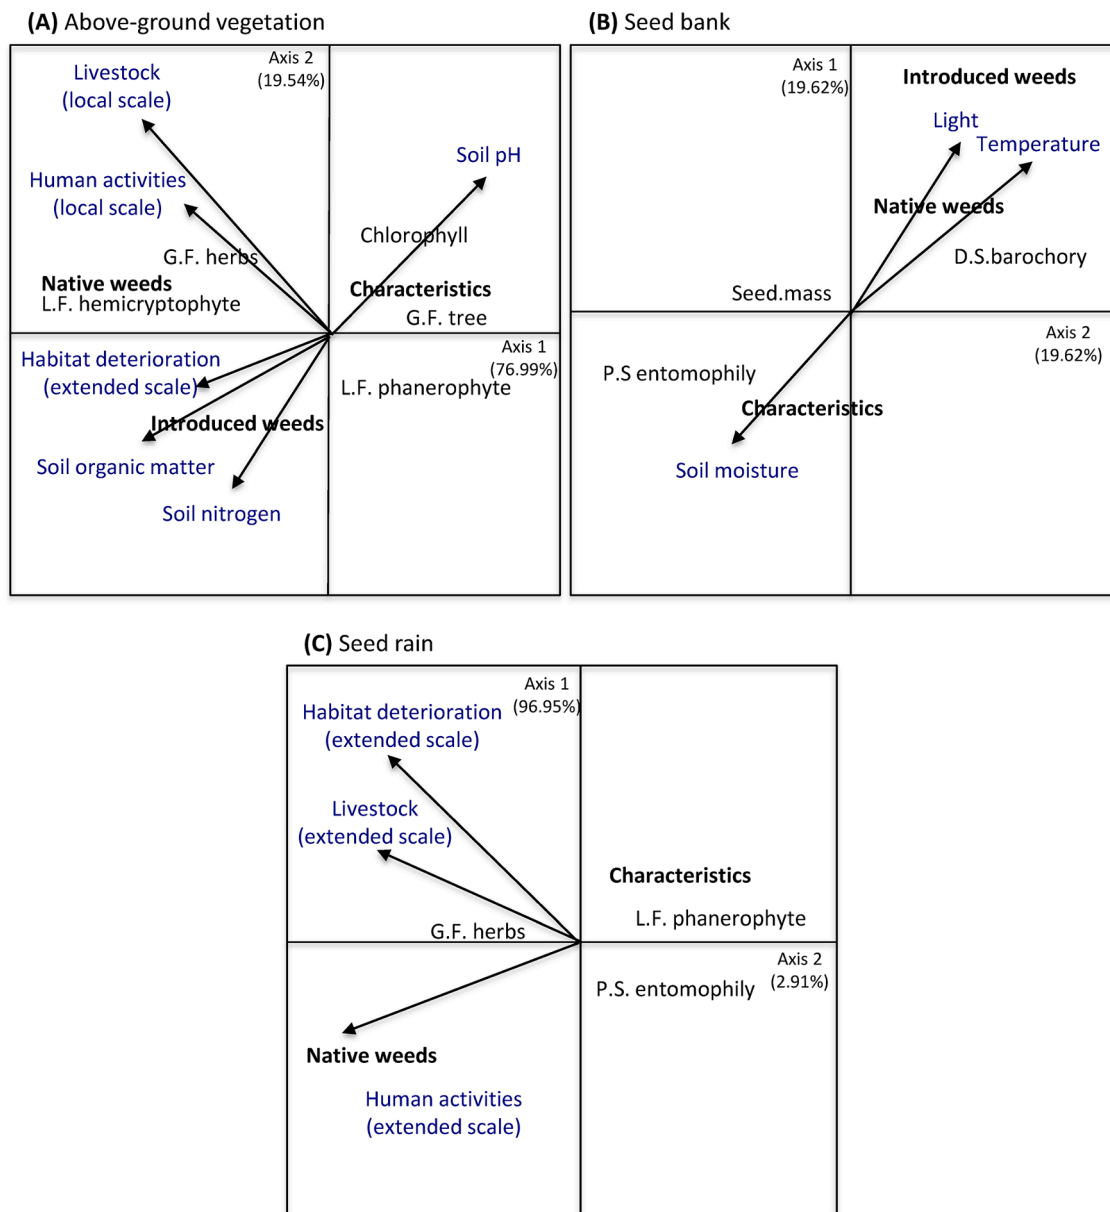 (A) Above-ground vegetation
Axis 2
(19.54%)
Livestock
(local scale)
Soil pH
Human activities
(local scale)
Chlorophyll
G.F. herbs
Native weeds
L.F. hemicryptophyte
Characteristics
G.F. tree
Habitat deterioration
(extended scale)
Axis 1
(76.99%)
L.F. phanerophyte
Introduced weeds
Soil organic matter
Soil nitrogen
(B) Seed bank
Axis 1
(19.62%)
Introduced weeds
Light
Temperature
Native weeds
D.S.barochory
Seed.mass
Axis 2
(19.62%)
P.S entomophily
Characteristics
Soil moisture
(C) Seed rain
Axis 1
(96.95%)
Habitat deterioration
(extended scale)
Livestock
(extended scale)
Characteristics
L.F. phanerophyte
G.F. herbs
Axis 2
(2.91%)
P.S. entomophily
Native weeds
Human activities
(extended scale)